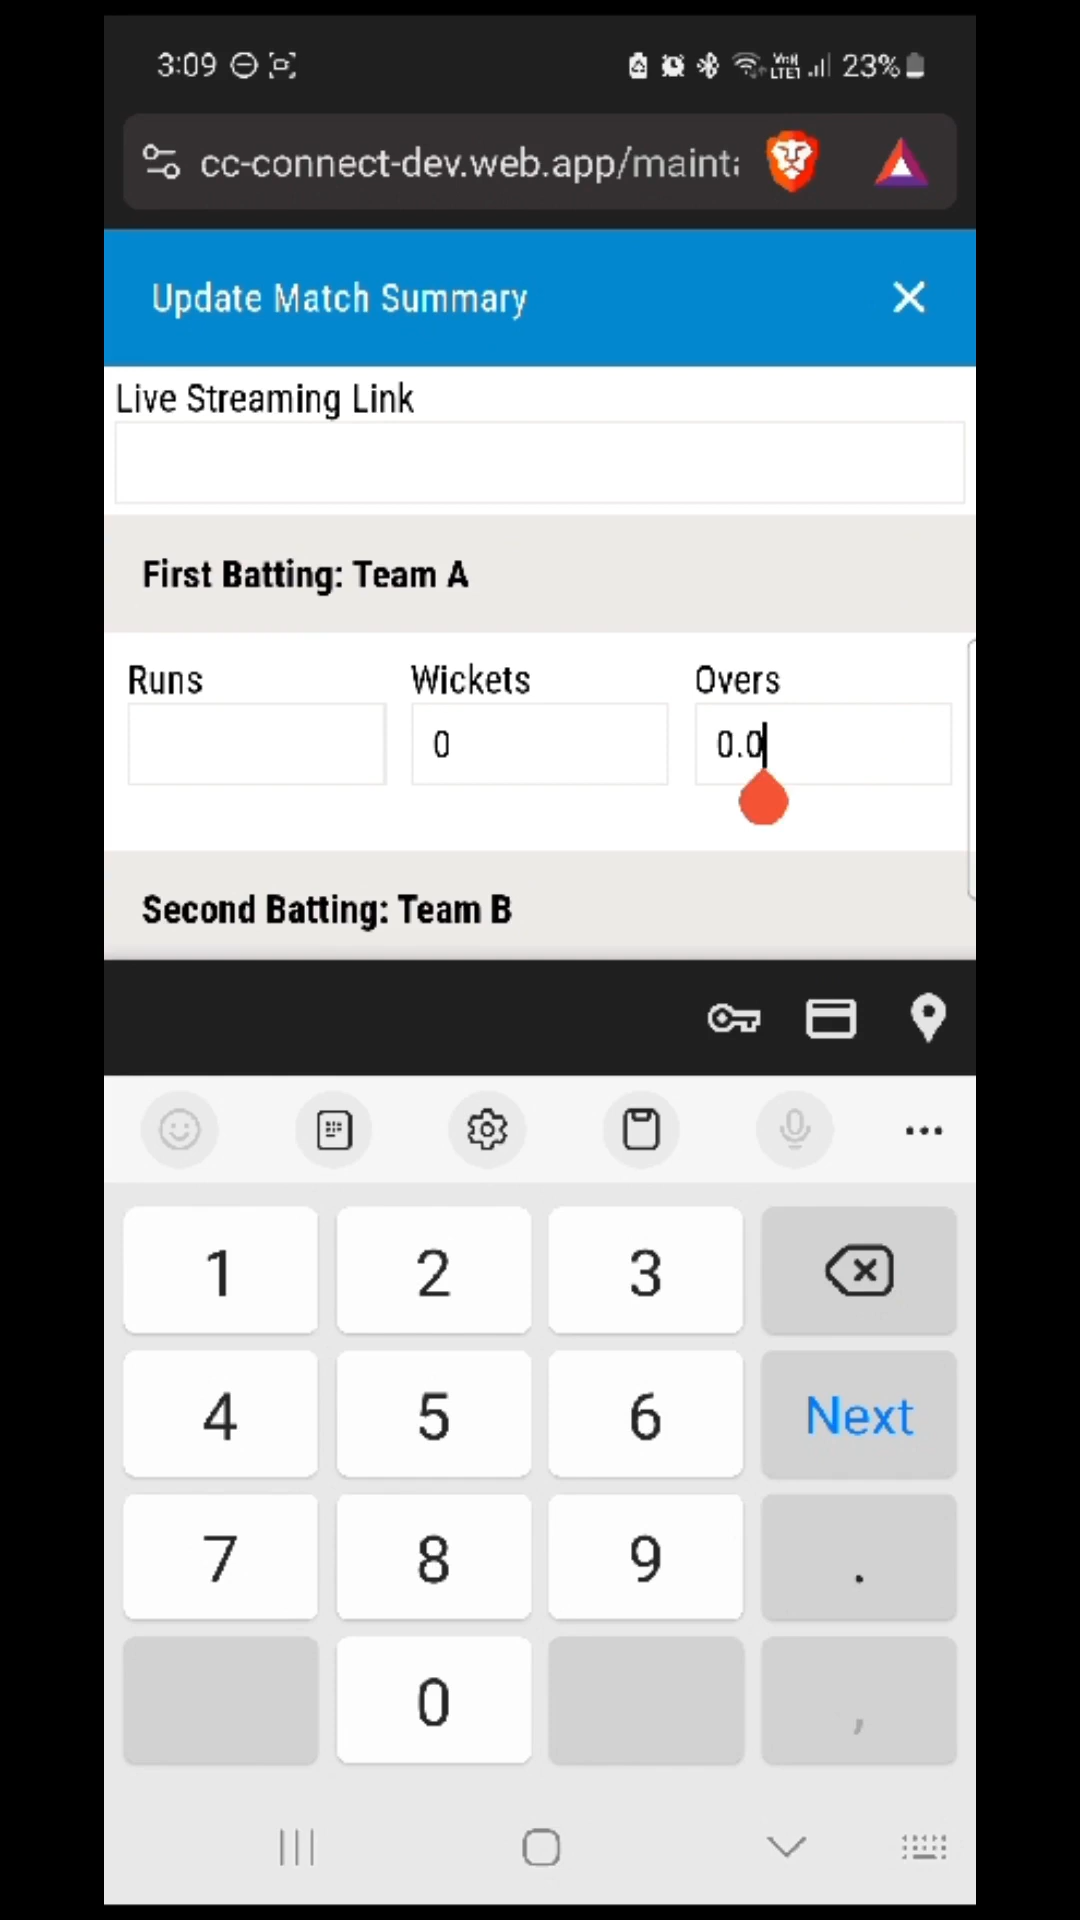 3:09 23%
cc-connect-dev.web.app/maint
Update Match Summary
Live Streaming Link
First Batting: Team A
Runs Wickets Overs
0 0.0
Second Batting: Team B
1 2 3
4 5 6 Next
7 8 9 .
0 ,